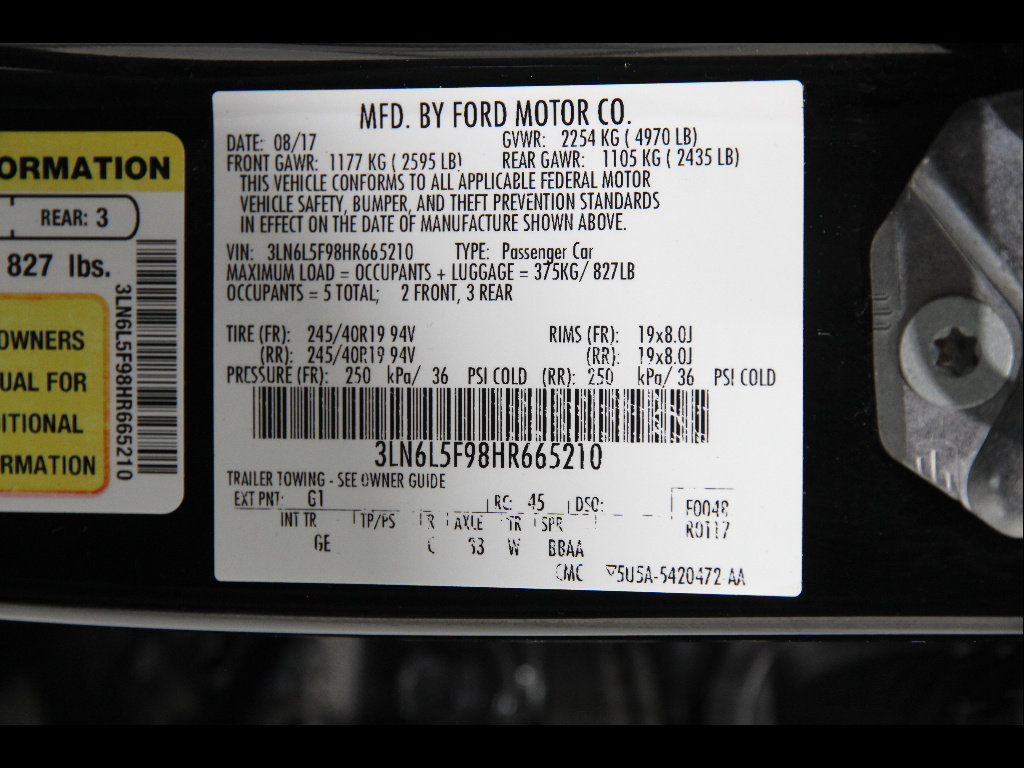 ORMATION
REAR: 3
827 lbs.
OWNERS
UAL FOR
ITIONAL
RMATION
3LN6L5F98HR665210
MFD. BY FORD MOTOR CO.
DATE: 08/17 GVWR: 2254 KG ( 4970 LB)
FRONT GAWR: 1177 KG ( 2595 LB) REAR GAWR: 1105 KG ( 2435 LB)
THIS VEHICLE CONFORMS TO ALL APPLICABLE FEDERAL MOTOR
VEHICLE SAFETY, BUMPER, AND THEFT PREVENTION STANDARDS
IN EFFECT ON THE DATE OF MANUFACTURE SHOWN ABOVE.
VIN: 3LN6L5F98HR665210 TYPE: Passenger Car
MAXIMUM LOAD = OCCUPANTS + LUGGAGE = 375KG/ 827LB
OCCUPANTS = 5 TOTAL; 2 FRONT, 3 REAR
TIRE (FR): 245/40R19 94V RIMS (FR): 19x8.0J
(RR): 245/40R19 94V (RR): 19x8.0J
PRESSURE (FR): 250 kPa/ 36 PSI COLD (RR): 250 kPa/ 36 PSI COLD
3LN6L5F98HR665210
TRAILER TOWING - SEE OWNER GUIDE
EXT PNT: G1 RC: 45 DSO: F0048
INT TR TP/PS R AXLE TR SPR R0117
GE C 33 W BBAA
CMC 5U5A-5420472-AA